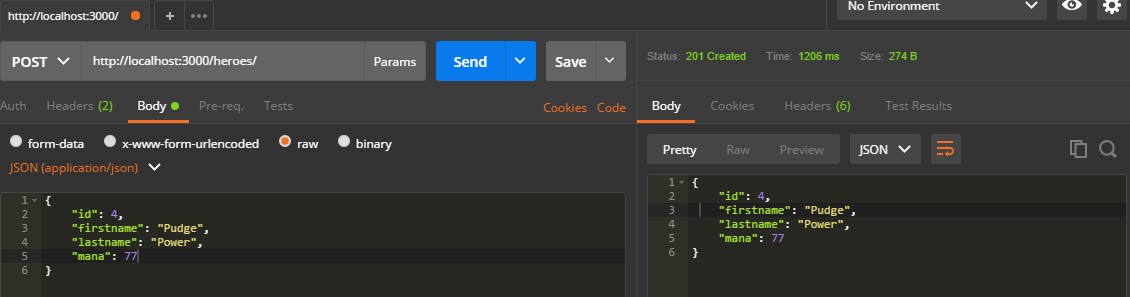 http://localhost:3000/
+
•••
No Environment
POST http://localhost:3000/heroes/ Params Send Save
Status: 201 Created Time: 1206 ms Size: 274 B
Auth Headers (2) Body Pre-req. Tests Cookies Code
Body Cookies Headers (6) Test Results
form-data x-www-form-urlencoded raw binary
JSON (application/json)
Pretty Raw Preview JSON
1 {
2 "id": 4,
3 "firstname": "Pudge",
4 "lastname": "Power",
5 "mana": 77
6 }
1 {
2 "id": 4,
3 "firstname": "Pudge",
4 "lastname": "Power",
5 "mana": 77
6 }